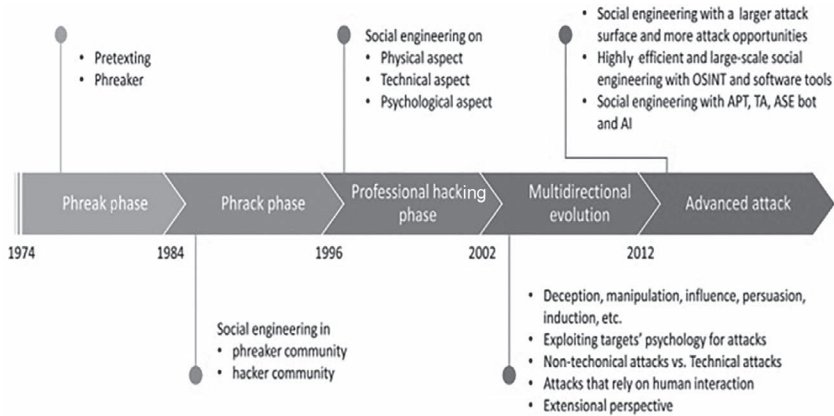 • Pretexting
• Phreaker
Social engineering on
• Physical aspect
• Technical aspect
• Psychological aspect
• Social engineering with a larger attack
surface and more attack opportunities
• Highly efficient and large-scale social
engineering with OSINT and software tools
• Social engineering with APT, TA, ASE bot
and AI
Phreak phase
Phrack phase
Professional hacking
phase
Multidirectional
evolution
Advanced attack
1974
1984
1996
2002
2012
Social engineering in
• phreaker community
• hacker community
• Deception, manipulation, influence, persuasion,
induction, etc.
• Exploiting targets' psychology for attacks
• Non-techonical attacks vs. Technical attacks
• Attacks that rely on human interaction
• Extensional perspective